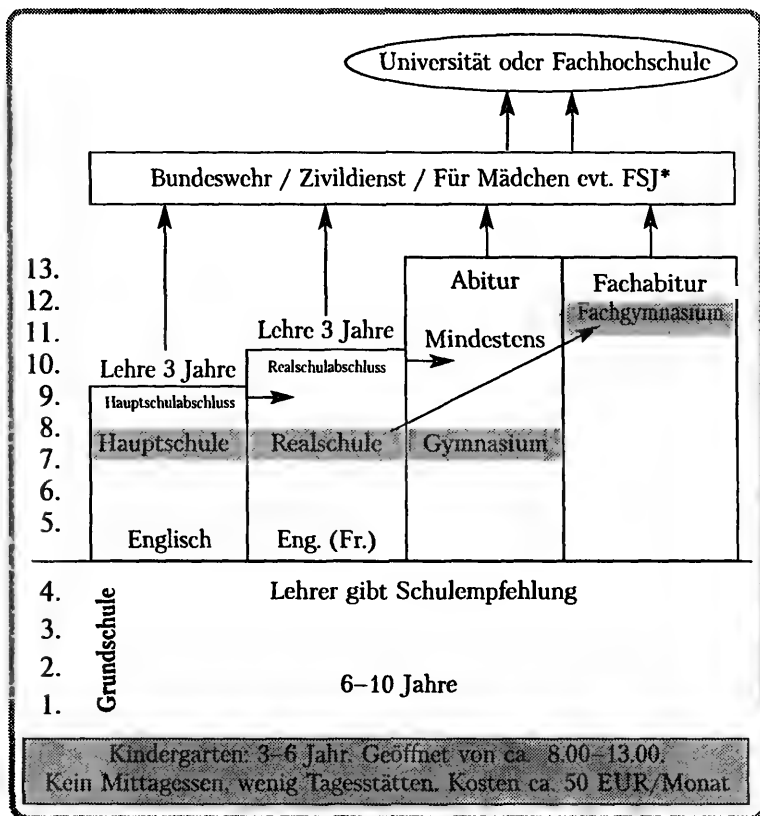 Universität oder Fachhochschule
Bundeswehr / Zivildienst / Für Mädchen evt. FSJ*
13.
Abitur
Fachabitur
12.
Fachgymnasium
11.
Lehre 3 Jahre
Mindestens
10.
Lehre 3 Jahre
Realschulabschluss
9.
Hauptschulabschluss
8.
Hauptschule
Realschule
Gymnasium
7.
6.
5.
Englisch
Eng. (Fr.)
4.
Lehrer gibt Schulempfehlung
3.
Grundschule
2.
6–10 Jahre
1.
Kindergarten: 3–6 Jahr. Geöffnet von ca. 8.00–13.00.
Kein Mittagessen, wenig Tagesstätten. Kosten ca. 50 EUR/Monat